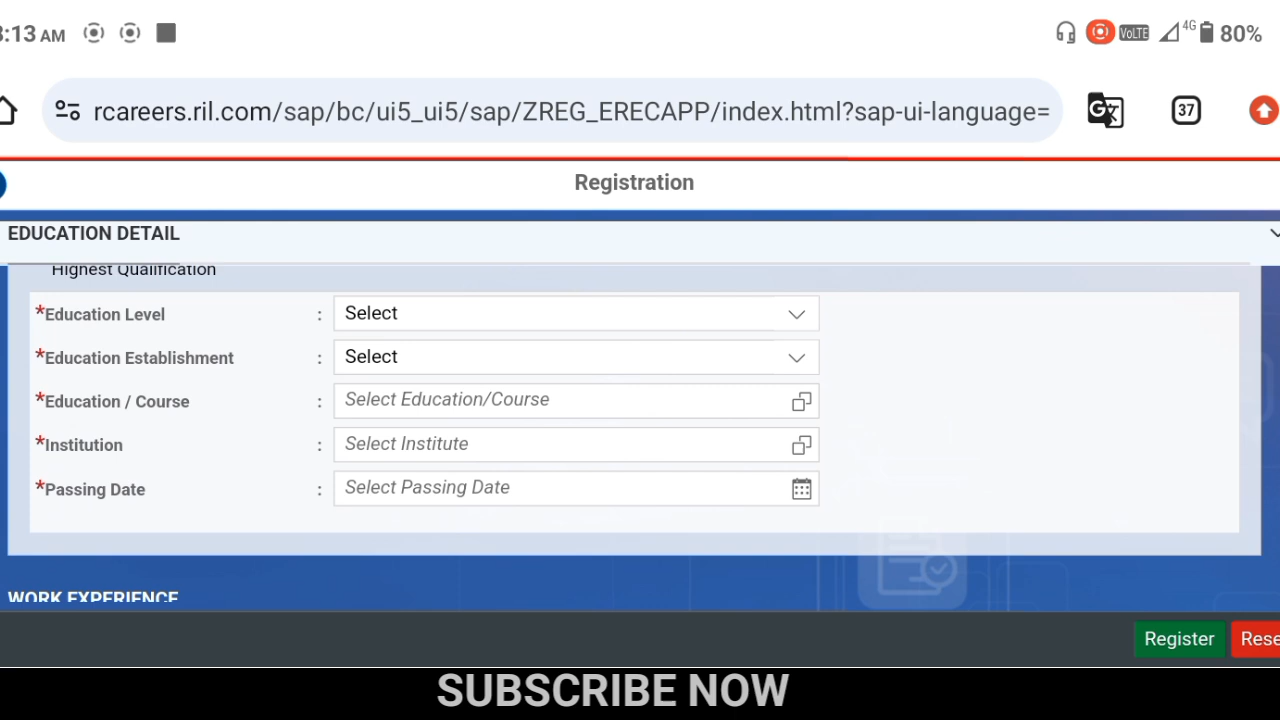 :13 AM VoLTE 4G 80%
rcareers.ril.com/sap/bc/ui5_ui5/sap/ZREG_ERECAPP/index.html?sap-ui-language= G 37
Registration
EDUCATION DETAIL
Highest Qualification
*Education Level : Select
*Education Establishment : Select
*Education / Course : Select Education/Course
*Institution : Select Institute
*Passing Date : Select Passing Date
WORK EXPERIENCE
Register Rese
SUBSCRIBE NOW